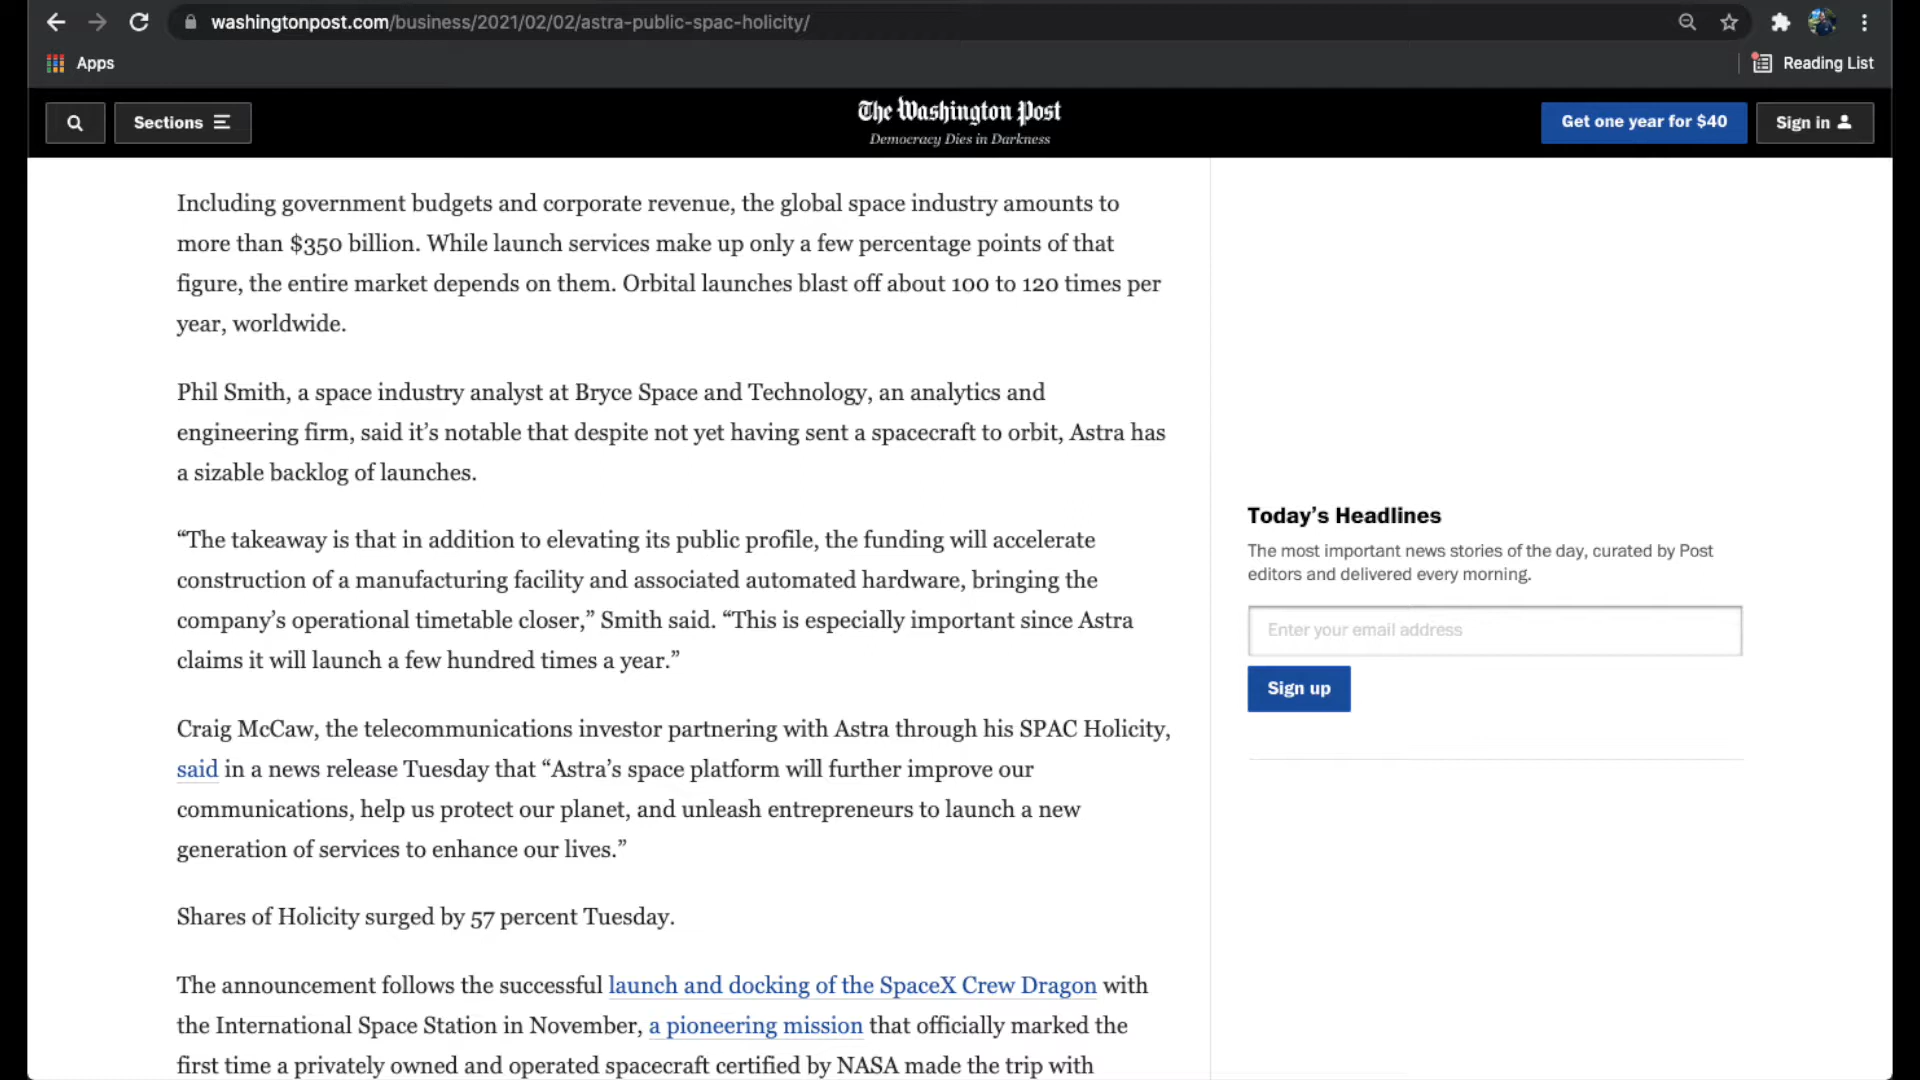 washingtonpost.com/business/2021/02/02/astra-public-spac-holicity/
Apps
Reading List
Sections
The Washington Post
Democracy Dies in Darkness
Get one year for $40
Sign in
Including government budgets and corporate revenue, the global space industry amounts to
more than $350 billion. While launch services make up only a few percentage points of that
figure, the entire market depends on them. Orbital launches blast off about 100 to 120 times per
year, worldwide.
Phil Smith, a space industry analyst at Bryce Space and Technology, an analytics and
engineering firm, said it’s notable that despite not yet having sent a spacecraft to orbit, Astra has
a sizable backlog of launches.
“The takeaway is that in addition to elevating its public profile, the funding will accelerate
construction of a manufacturing facility and associated automated hardware, bringing the
company’s operational timetable closer,” Smith said. “This is especially important since Astra
claims it will launch a few hundred times a year.”
Craig McCaw, the telecommunications investor partnering with Astra through his SPAC Holicity,
said in a news release Tuesday that “Astra’s space platform will further improve our
communications, help us protect our planet, and unleash entrepreneurs to launch a new
generation of services to enhance our lives.”
Shares of Holicity surged by 57 percent Tuesday.
The announcement follows the successful launch and docking of the SpaceX Crew Dragon with
the International Space Station in November, a pioneering mission that officially marked the
first time a privately owned and operated spacecraft certified by NASA made the trip with
Today’s Headlines
The most important news stories of the day, curated by Post
editors and delivered every morning.
Enter your email address
Sign up